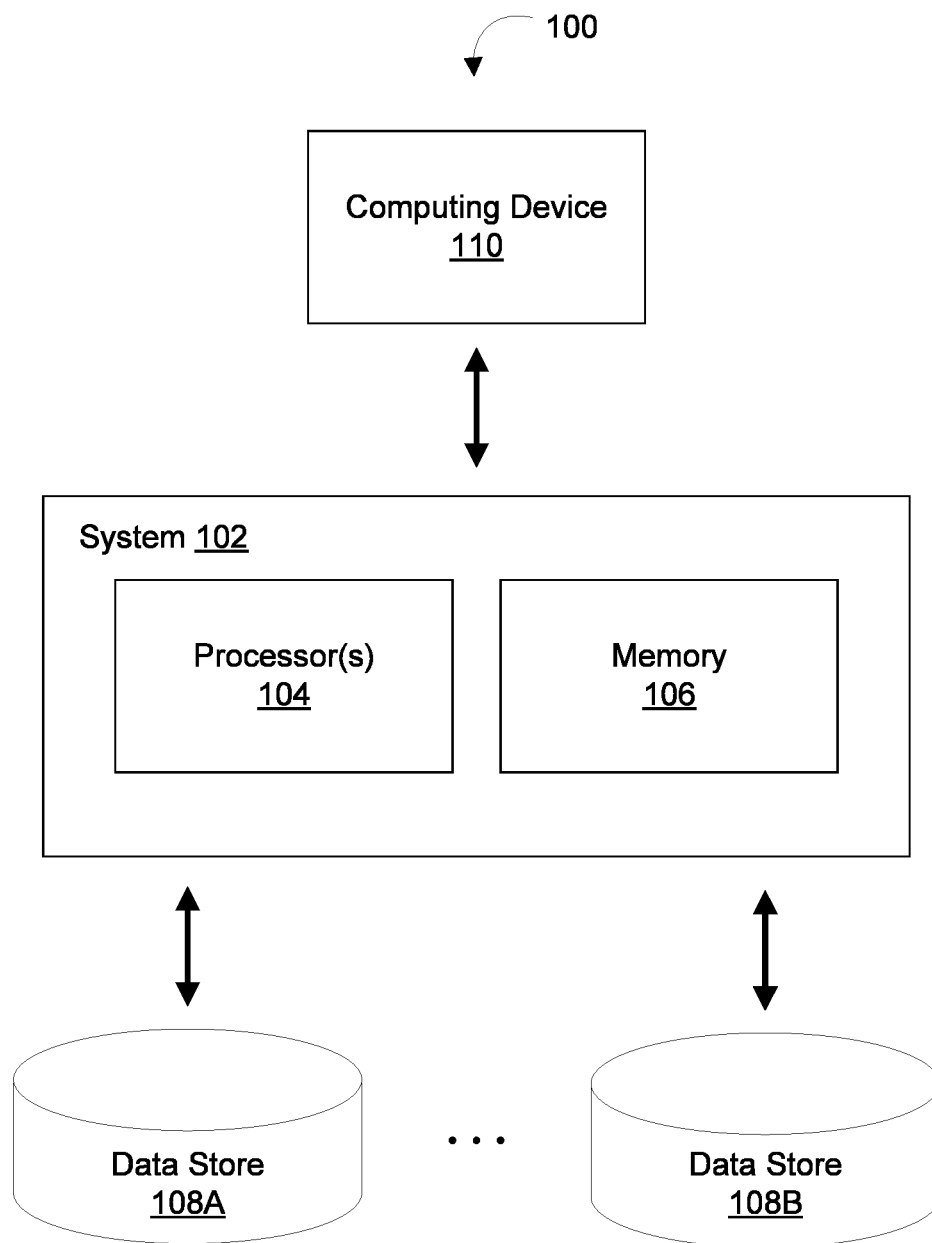 100
Computing Device
110
System 102
Processor(s)
104
Memory
106
Data Store
108A
. . .
Data Store
108B